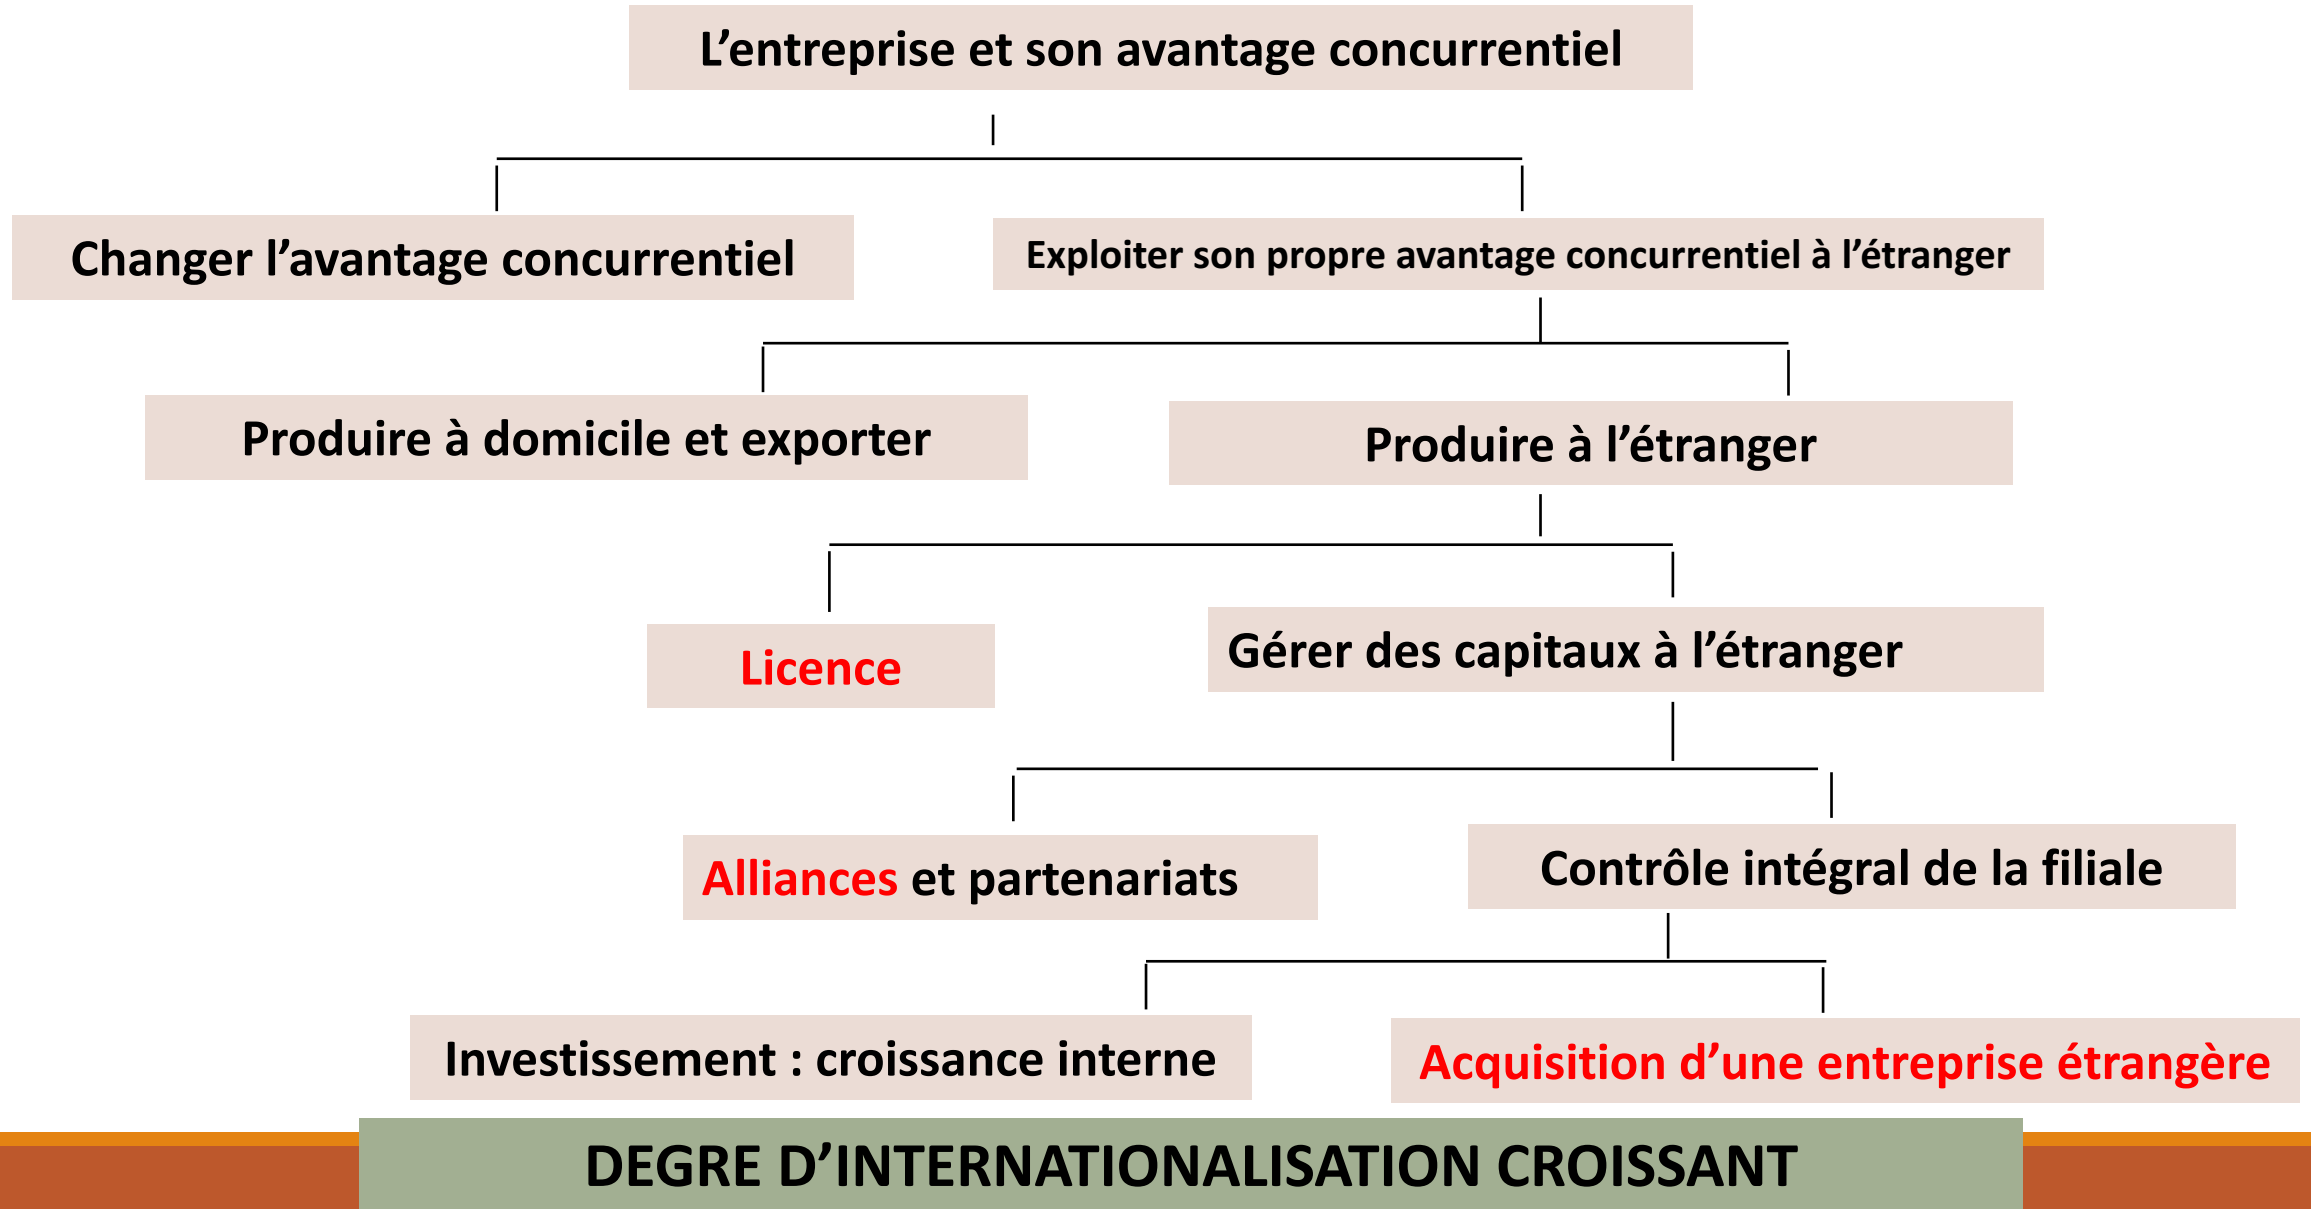 L’entreprise et son avantage concurrentiel
Changer l’avantage concurrentiel
Exploiter son propre avantage concurrentiel à l’étranger
Produire à domicile et exporter
Produire à l’étranger
Licence
Gérer des capitaux à l’étranger
Alliances et partenariats
Contrôle intégral de la filiale
Investissement : croissance interne
Acquisition d’une entreprise étrangère
DEGRE D’INTERNATIONALISATION CROISSANT